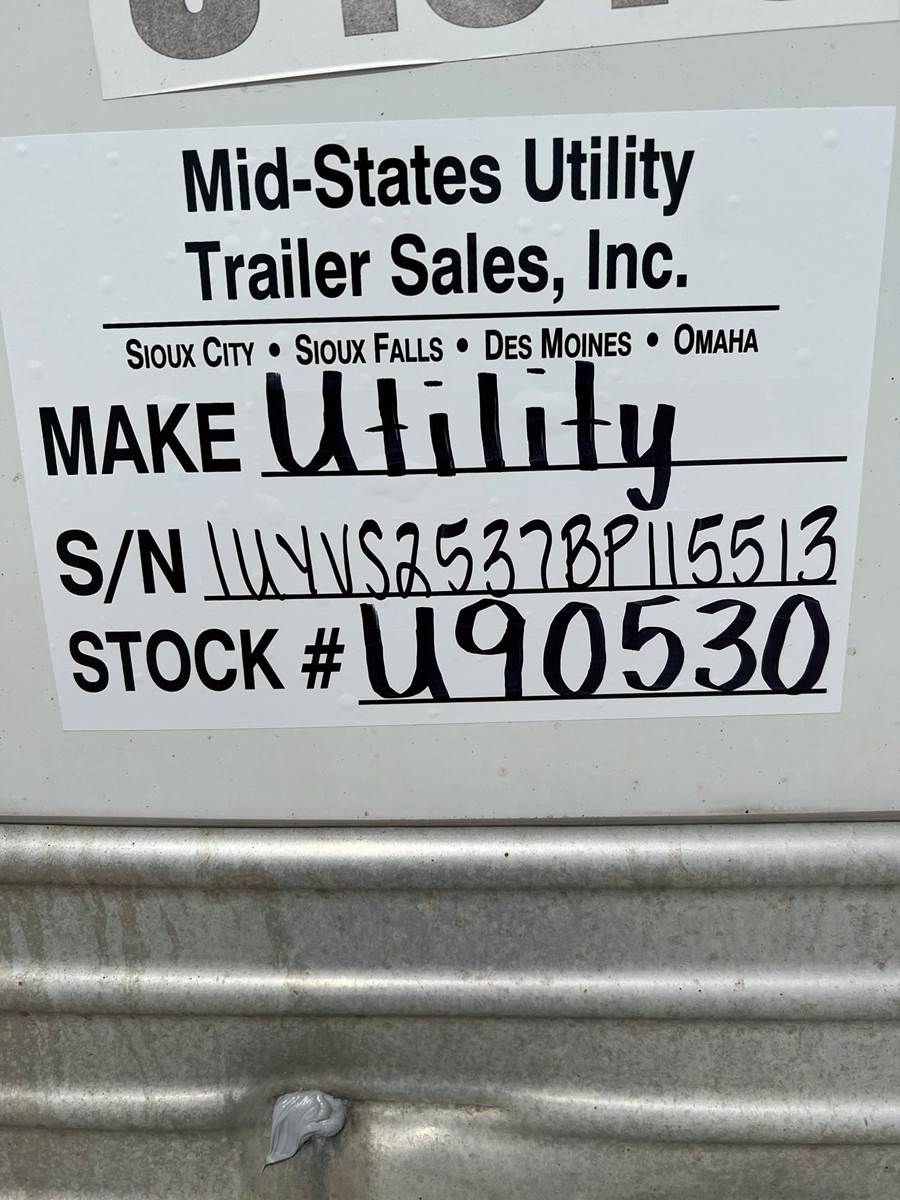 Mid-States Utility
Trailer Sales, Inc.
SIOUX CITY • SIOUX FALLS • DES MOINES • OMAHA
MAKE Utility
S/N 1UYVS2537BP115513
STOCK # U90530